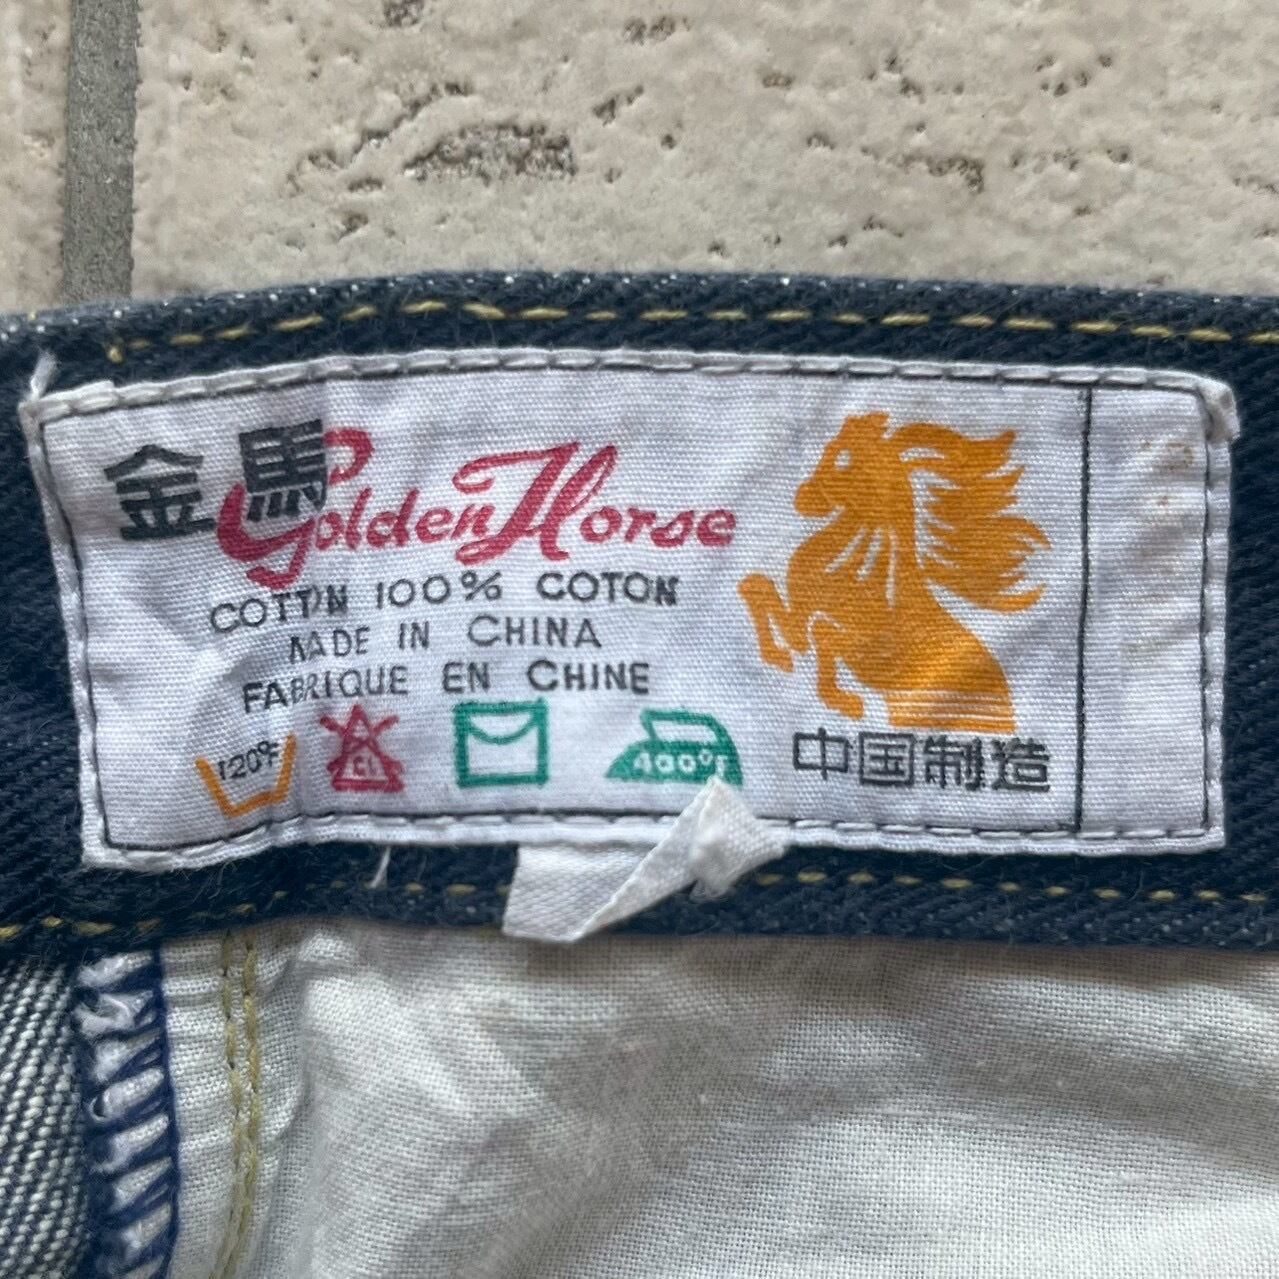 金馬 Golden Horse
COTTON 100% COTON
MADE IN CHINA
FABRIQUE EN CHINE
120°F
CL
400°F
中国制造